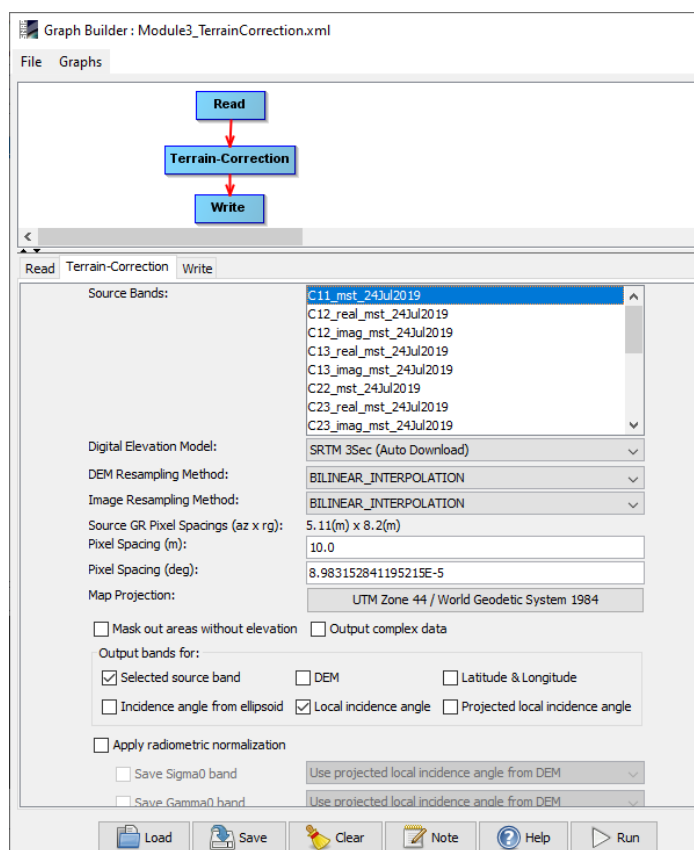 Graph Builder : Module3_TerrainCorrection.xml
File Graphs
Read
Terrain-Correction
Write
Read Terrain-Correction Write
Source Bands:
C11_mst_24Jul2019
C12_real_mst_24Jul2019
C12_imag_mst_24Jul2019
C13_real_mst_24Jul2019
C13_imag_mst_24Jul2019
C22_mst_24Jul2019
C23_real_mst_24Jul2019
C23_imag_mst_24Jul2019
Digital Elevation Model: SRTM 3Sec (Auto Download)
DEM Resampling Method: BILINEAR_INTERPOLATION
Image Resampling Method: BILINEAR_INTERPOLATION
Source GR Pixel Spacings (az x rg): 5.11(m) x 8.2(m)
Pixel Spacing (m): 10.0
Pixel Spacing (deg): 8.983152841195215E-5
Map Projection: UTM Zone 44 / World Geodetic System 1984
Mask out areas without elevation Output complex data
Output bands for:
Selected source band DEM Latitude & Longitude
Incidence angle from ellipsoid Local incidence angle Projected local incidence angle
Apply radiometric normalization
Save Sigma0 band Use projected local incidence angle from DEM
Save Gamma0 band Use projected local incidence angle from DEM
Load Save Clear Note Help Run